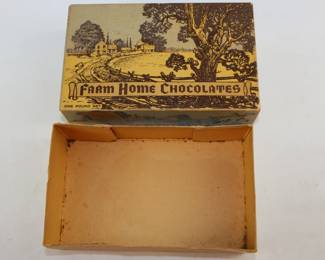 FARM HOME CHOCOLATES
ONE POUND NET